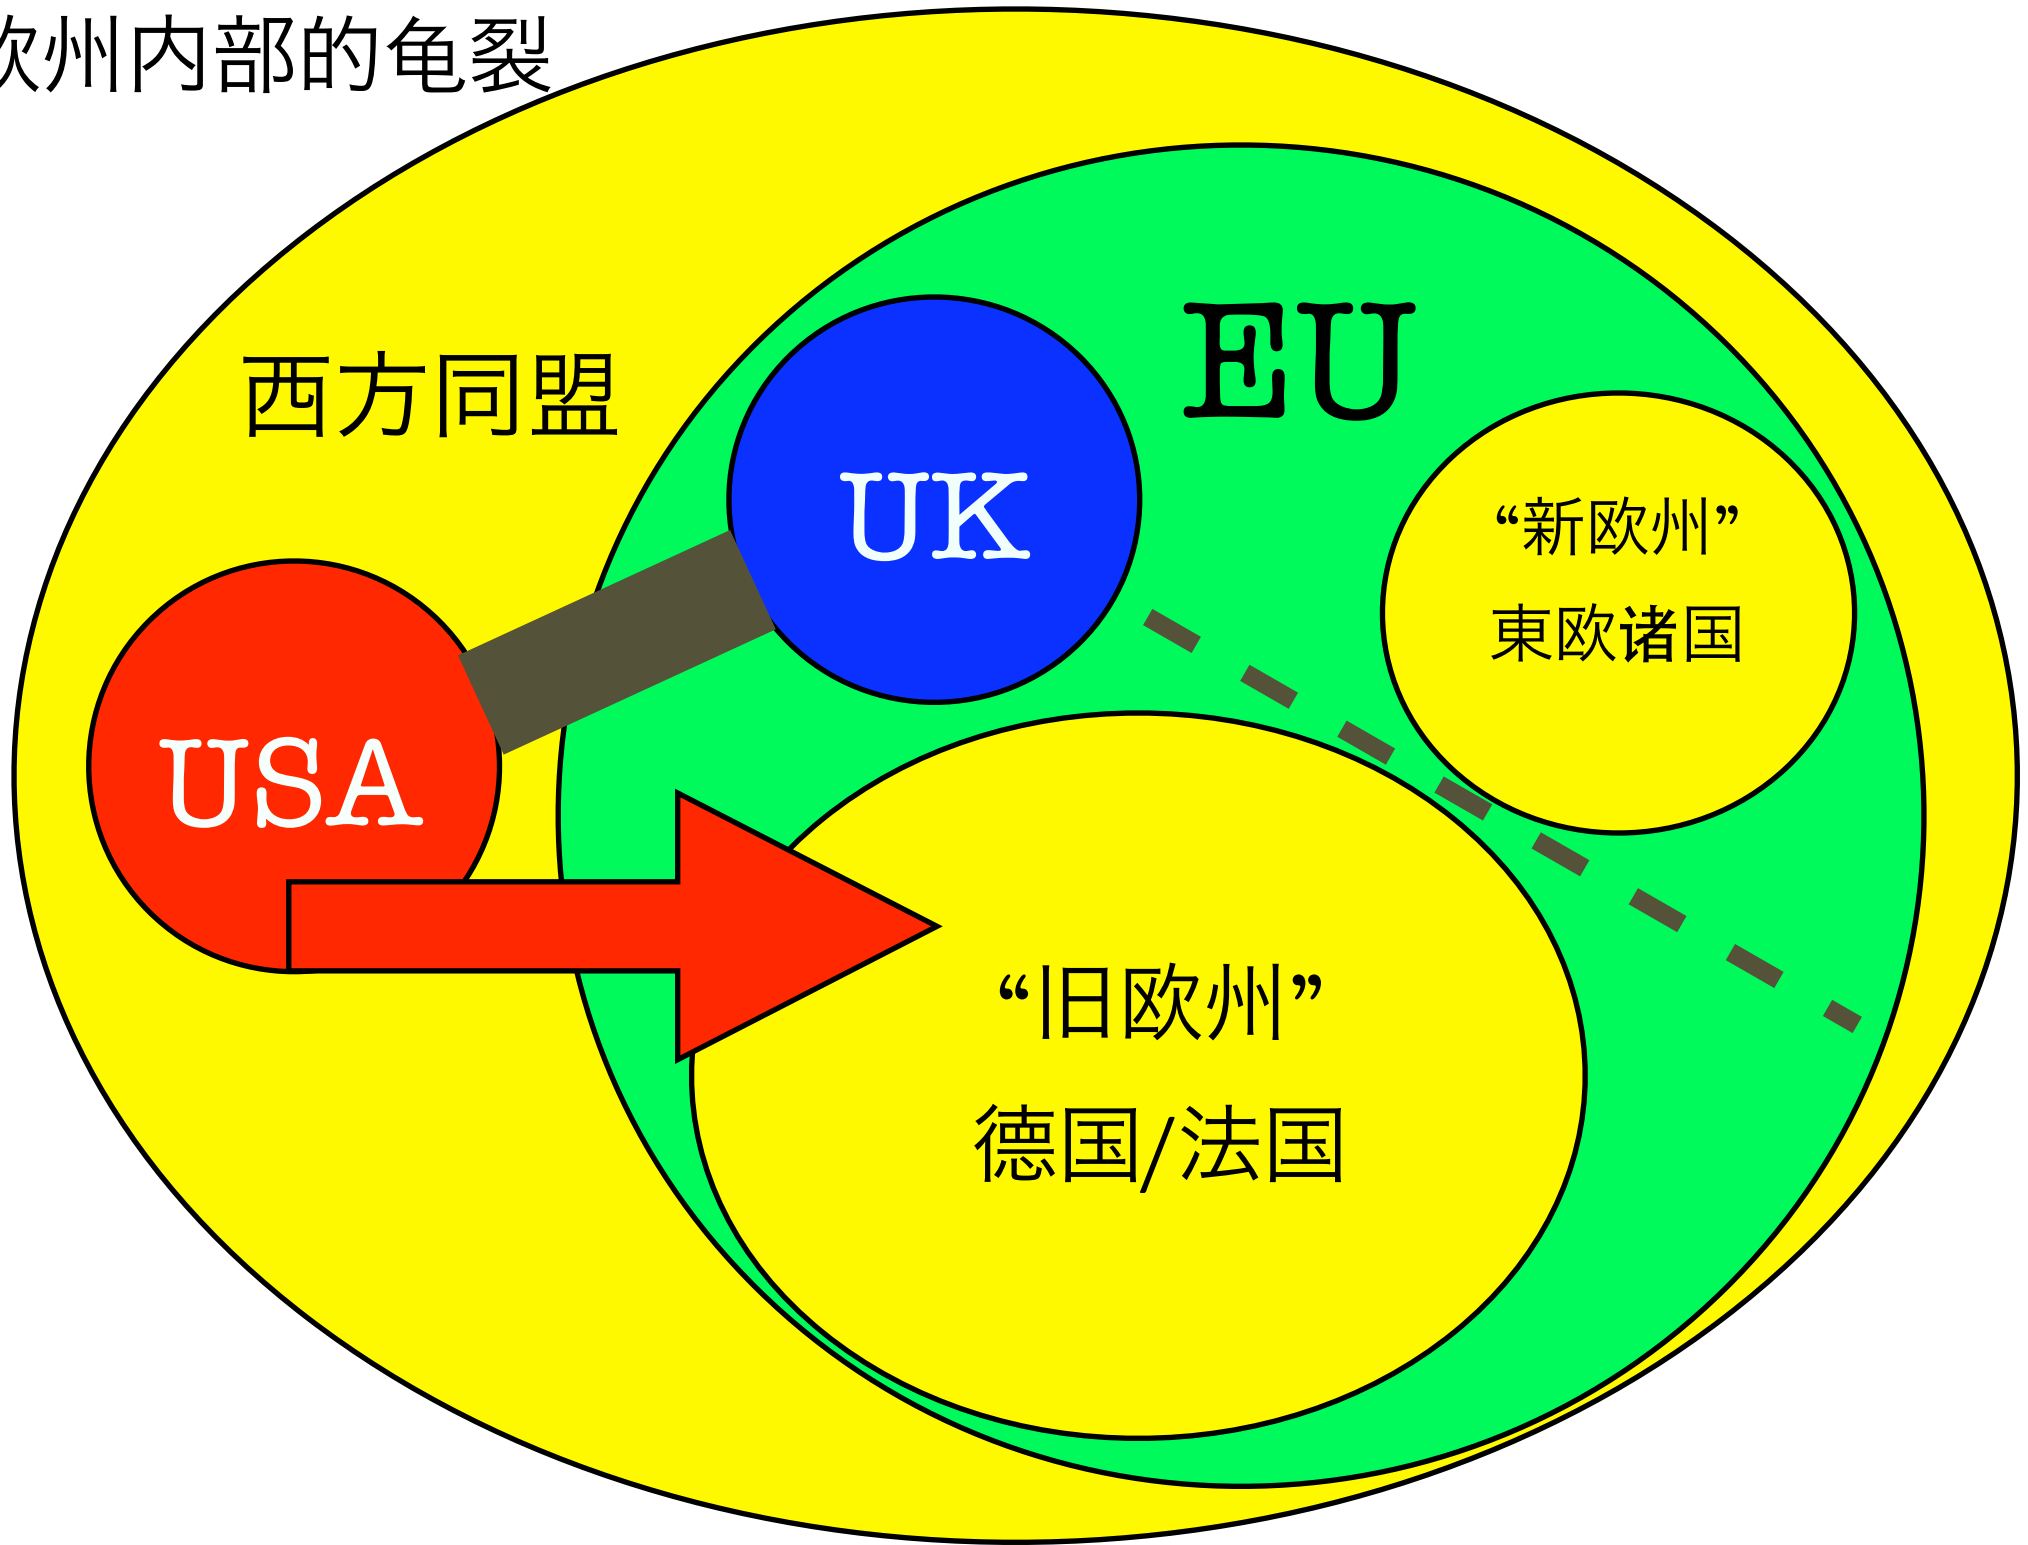 欧州内部的龟裂
EU
西方同盟
UK
“新欧州”
東欧诸国
USA
“旧欧州”
德国/法国